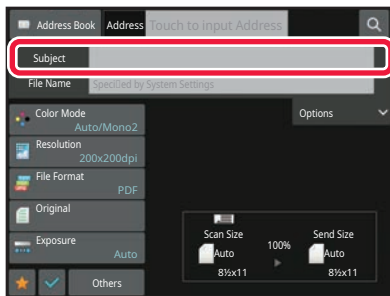 Address Book Address Touch to input Address
Subject
File Name Specified by System Settings
Color Mode
Auto/Mono2
Options
Resolution
200x200dpi
File Format
PDF
Original
Exposure
Auto
Others
Scan Size
Auto
8½x11
100%
Send Size
Auto
8½x11